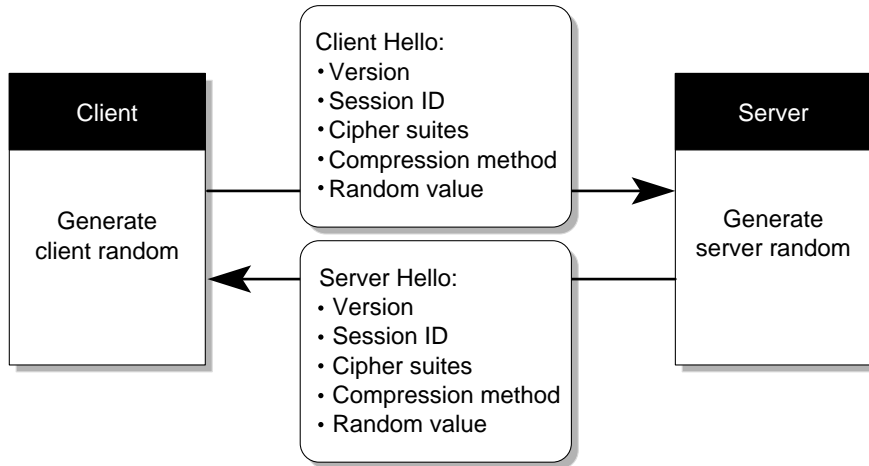 Client Hello:
• Version
• Session ID
• Cipher suites
• Compression method
• Random value
Client
Generate
client random
Server
Generate
server random
Server Hello:
• Version
• Session ID
• Cipher suites
• Compression method
• Random value